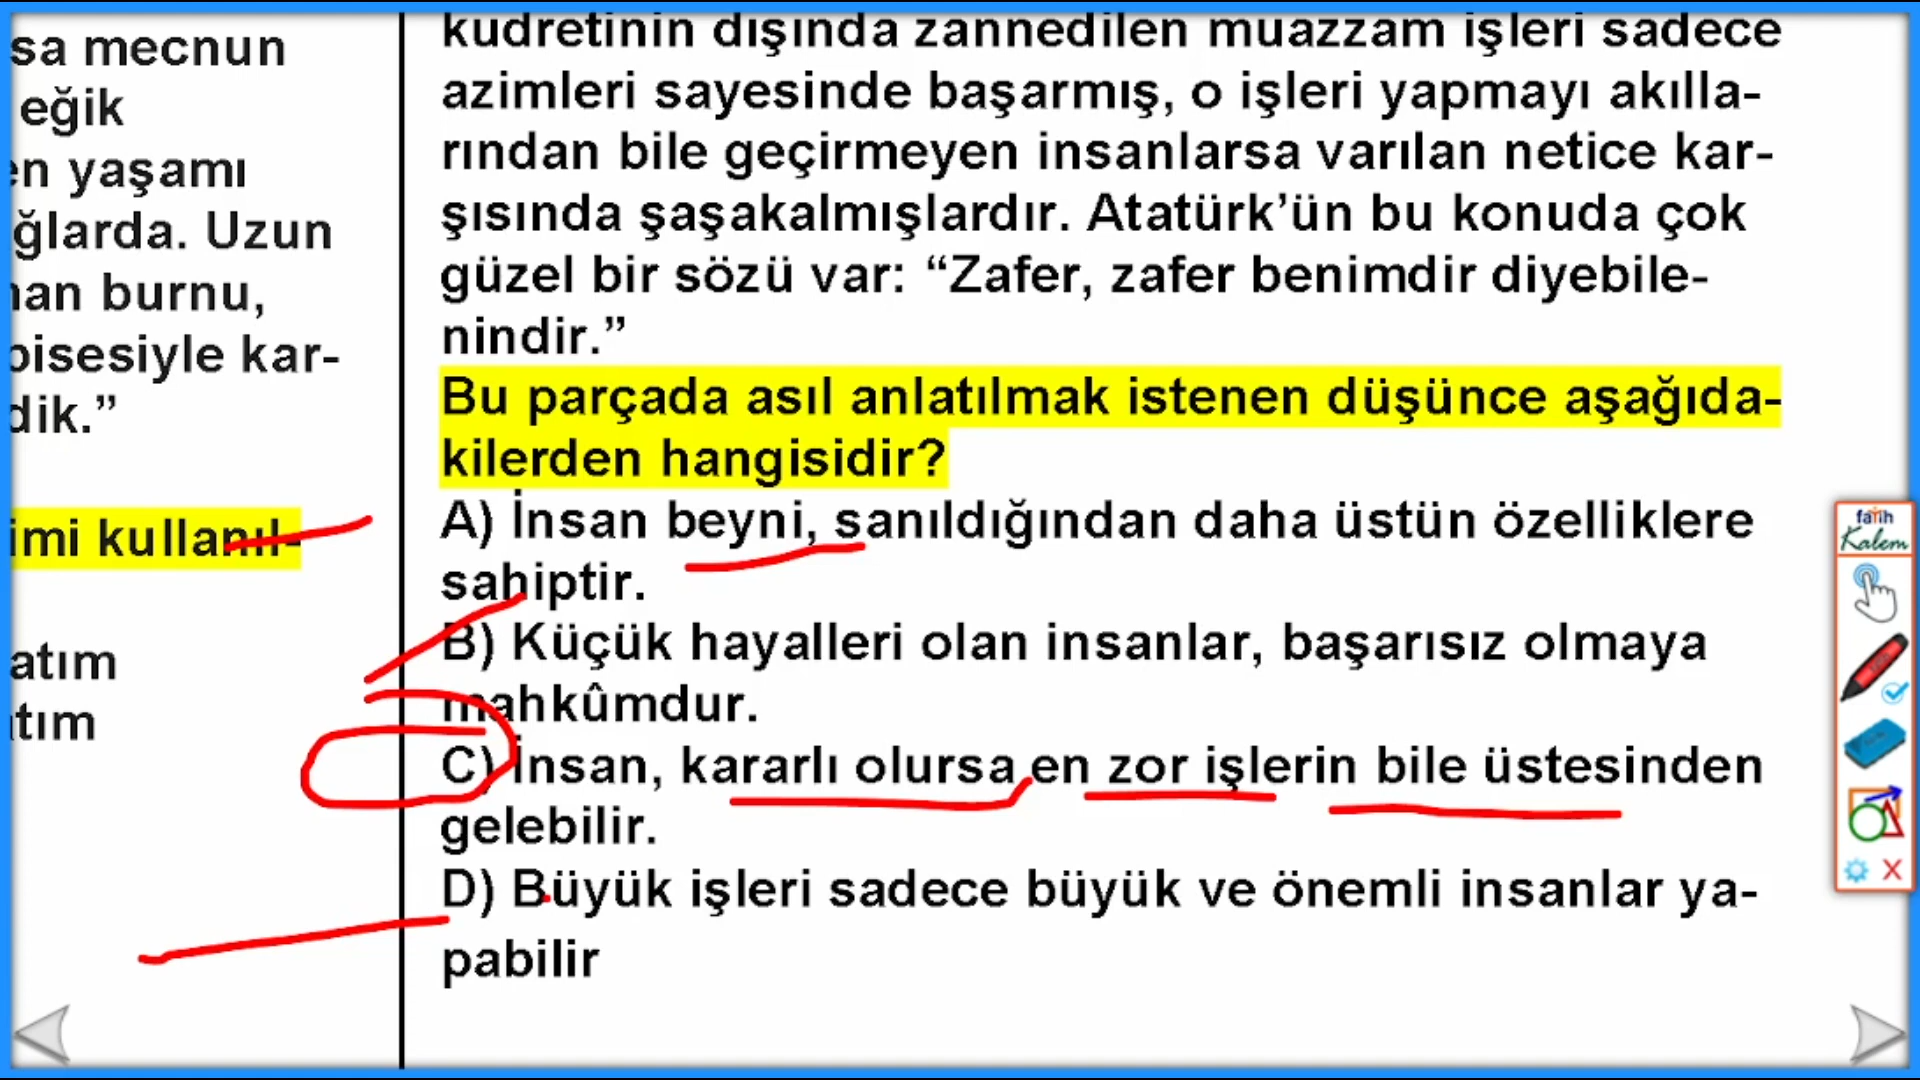 sa mecnun
eğik
en yaşamı
ğlarda. Uzun
burnu,
bisesiyle kar-
dik.”
imi kullanıl-
atım
tım
kudretinin dışında zannedilen muazzam işleri sadece
azimleri sayesinde başarmış, o işleri yapmayı akılla-
rından bile geçirmeyen insanlarsa varılan netice kar-
şısında şaşakalmışlardır. Atatürk’ün bu konuda çok
güzel bir sözü var: “Zafer, zafer benimdir diyebile-
nindir.”
Bu parçada asıl anlatılmak istenen düşünce aşağıda-
kilerden hangisidir?
A) İnsan beyni, sanıldığından daha üstün özelliklere
sahiptir.
B) Küçük hayalleri olan insanlar, başarısız olmaya
mahkûmdur.
C) İnsan, kararlı olursa en zor işlerin bile üstesinden
gelebilir.
D) Büyük işleri sadece büyük ve önemli insanlar ya-
pabilir
fatih
Kalem